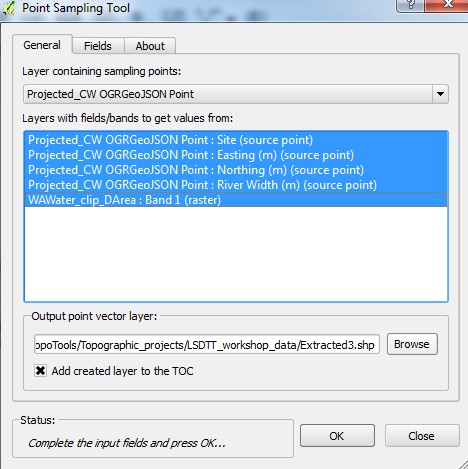 Point Sampling Tool
General Fields About
Layer containing sampling points:
Projected_CW OGRGeoJSON Point
Layers with fields/bands to get values from:
Projected_CW OGRGeoJSON Point : Site (source point)
Projected_CW OGRGeoJSON Point : Easting (m) (source point)
Projected_CW OGRGeoJSON Point : Northing (m) (source point)
Projected_CW OGRGeoJSON Point : River Width (m) (source point)
WAWater_clip_DArea : Band 1 (raster)
Output point vector layer:
opoTools/Topographic_projects/LSDTT_workshop_data/Extracted3.shp Browse
Add created layer to the TOC
Status:
Complete the input fields and press OK...
OK Close